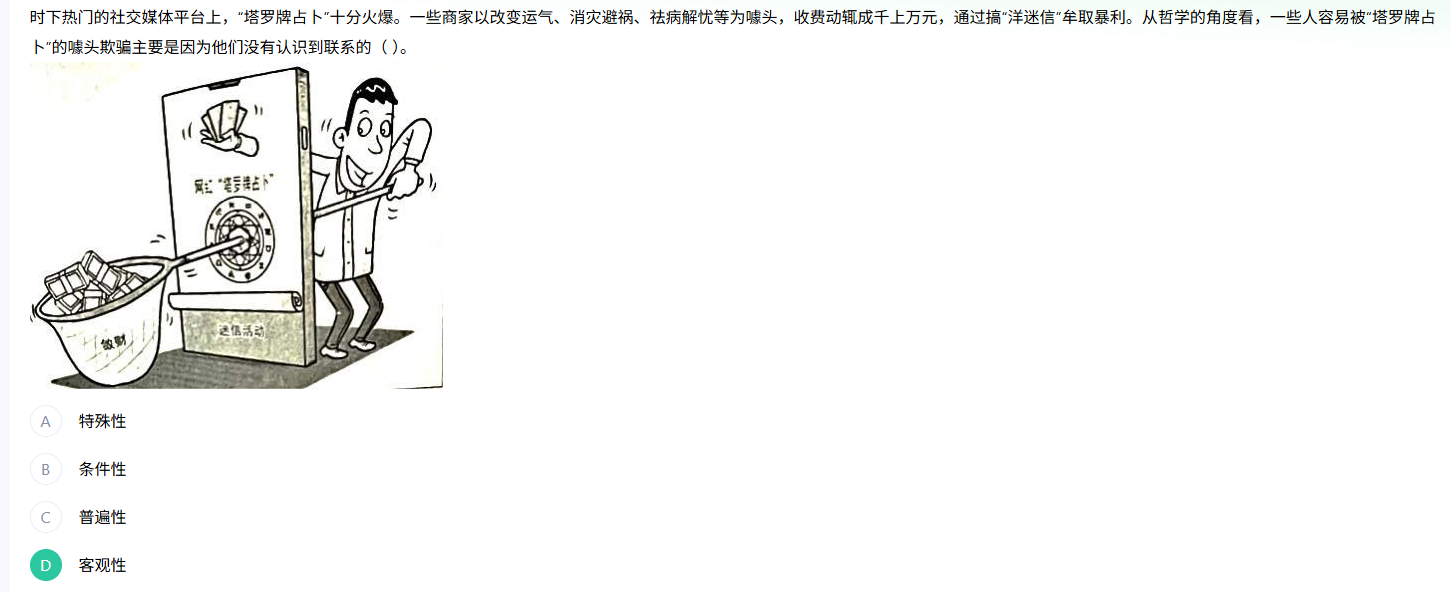 时下热门的社交媒体平台上，“塔罗牌占卜”十分火爆。一些商家以改变运气、消灾避祸、祛病解忧等为噱头，收费动辄成千上万元，通过搞“洋迷信”牟取暴利。从哲学的角度看，一些人容易被“塔罗牌占
卜”的噱头欺骗主要是因为他们没有认识到联系的（ ）。
网红“塔罗牌占卜”
迷信活动
敛财
A 特殊性
B 条件性
C 普遍性
D 客观性